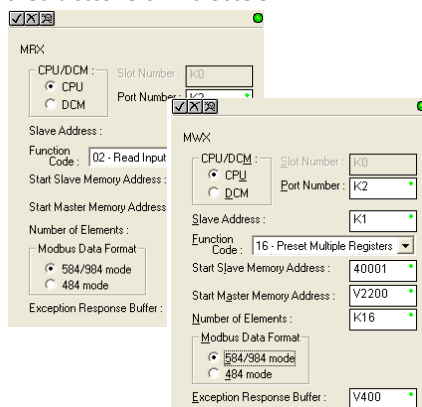 MRX
CPU/DCM :
CPU
DCM
Slot Number : K0
Port Number : K2
Slave Address :
Function Code : 02 - Read Input
Start Slave Memory Address :
Start Master Memory Address
Number of Elements :
Modbus Data Format
584/984 mode
484 mode
Exception Response Buffer :
MWX
CPU/DCM :
CPU
DCM
Slot Number : K0
Port Number : K2
Slave Address : K1
Function Code : 16 - Preset Multiple Registers
Start Slave Memory Address : 40001
Start Master Memory Address : V2200
Number of Elements : K16
Modbus Data Format
584/984 mode
484 mode
Exception Response Buffer : V400